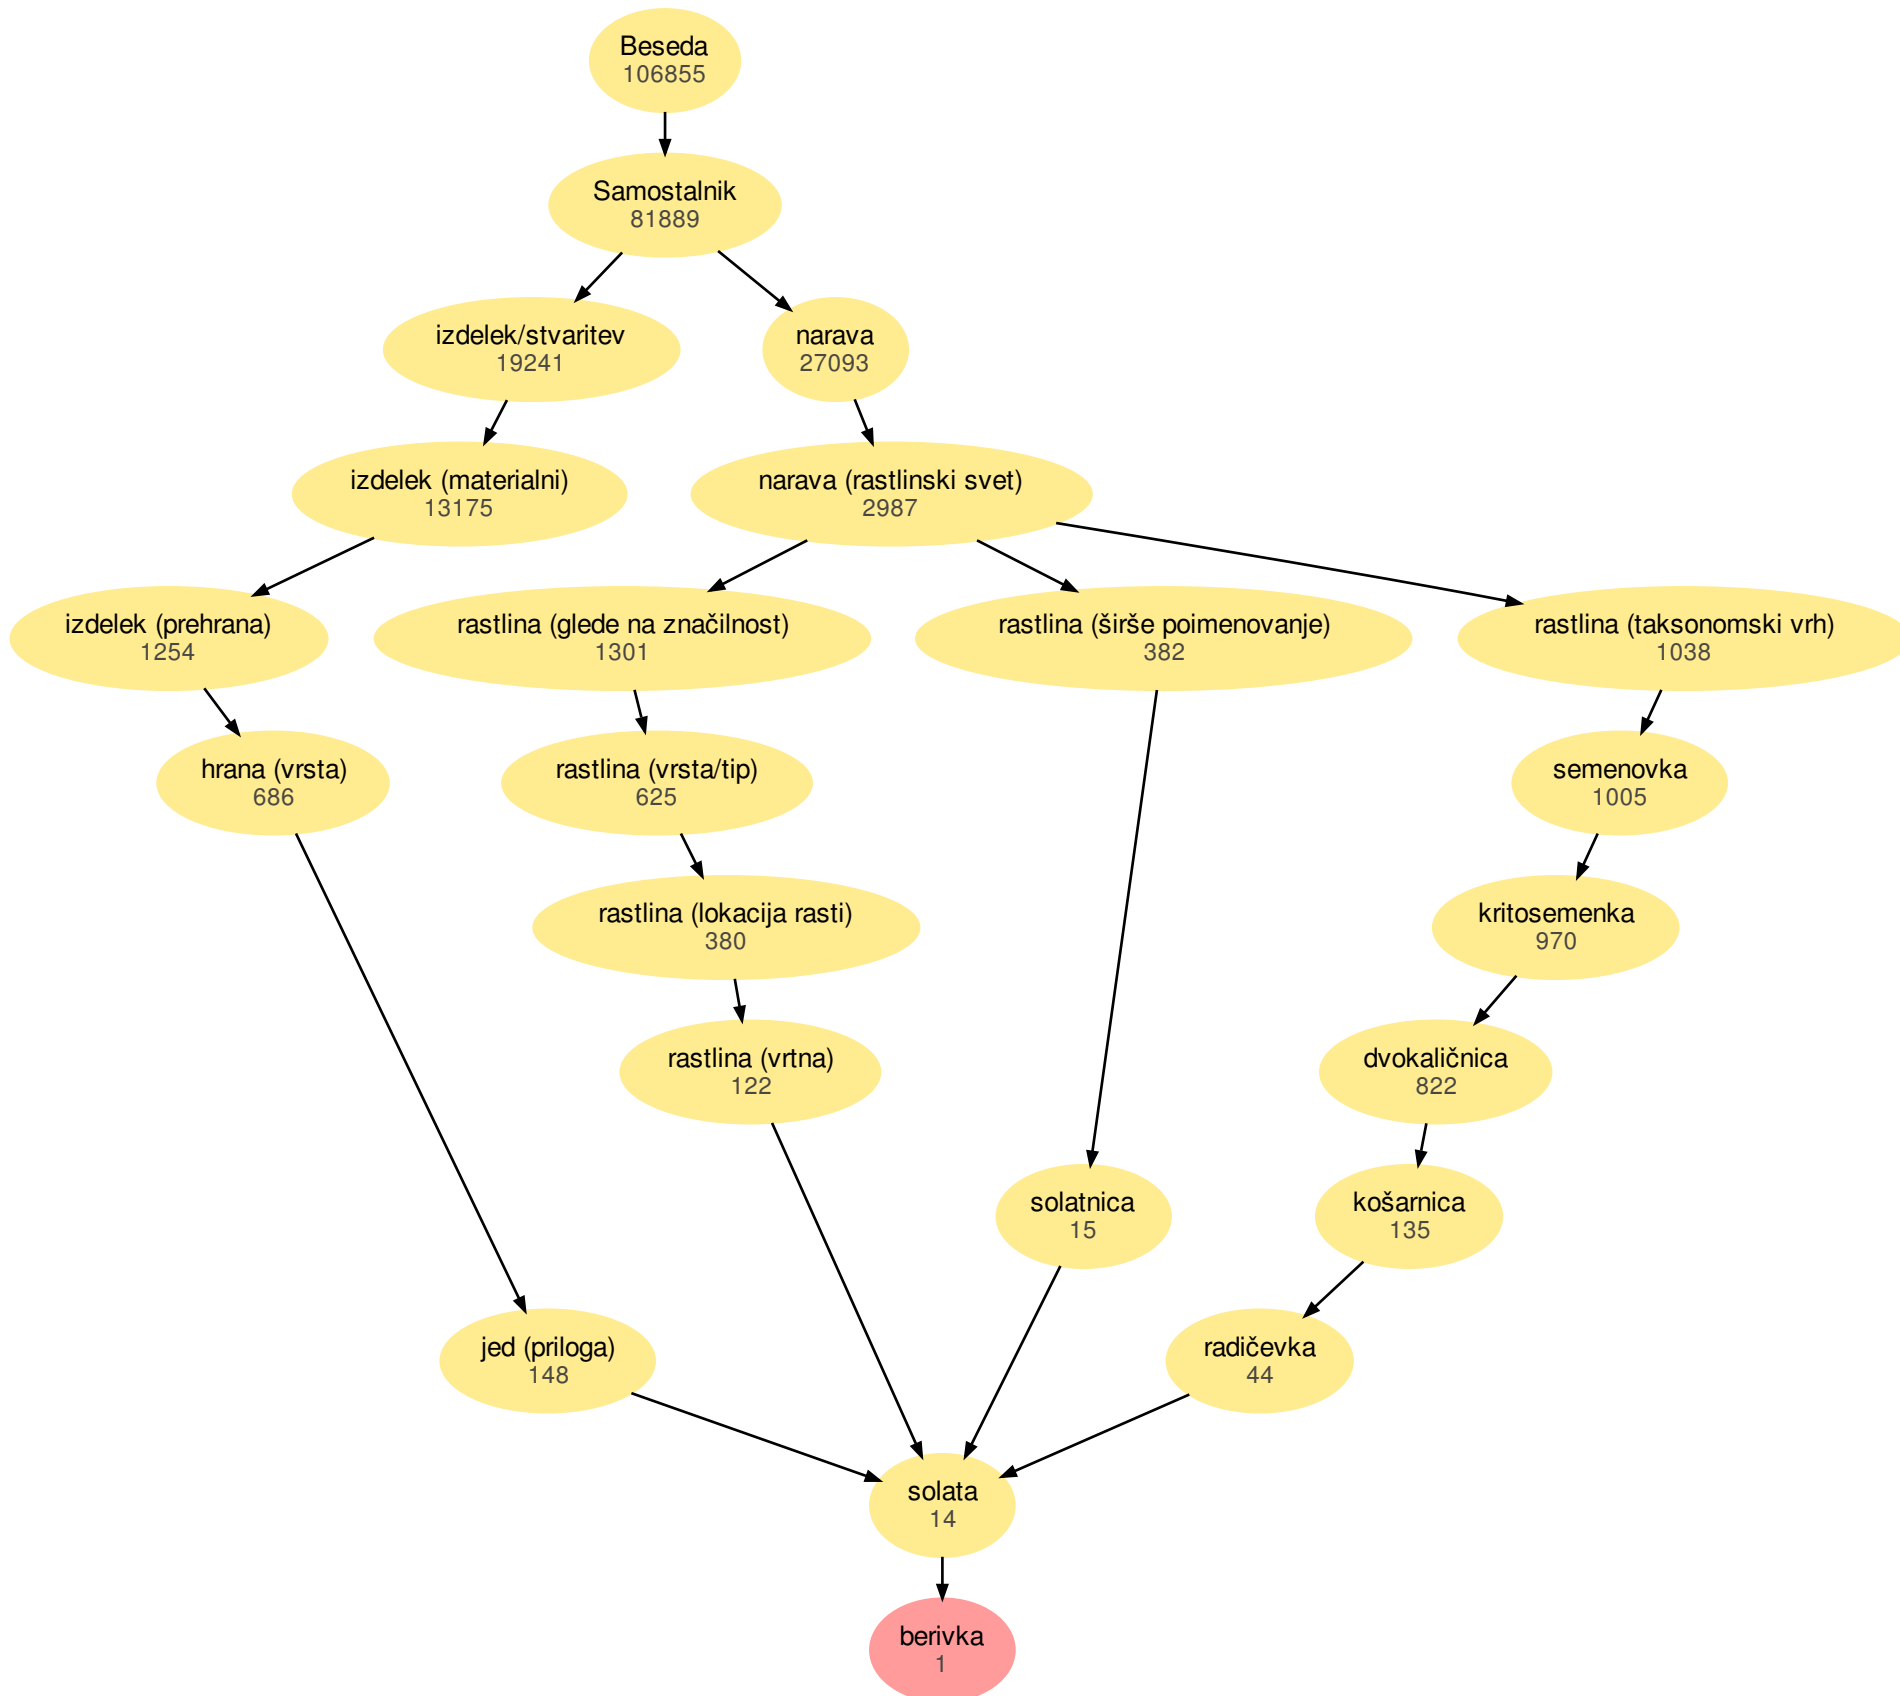 Beseda
106855
Samostalnik
81889
izdelek/stvaritev
19241
narava
27093
izdelek (materialni)
13175
narava (rastlinski svet)
2987
izdelek (prehrana)
1254
rastlina (glede na značilnost)
1301
rastlina (širše poimenovanje)
382
rastlina (taksonomski vrh)
1038
hrana (vrsta)
686
rastlina (vrsta/tip)
625
semenovka
1005
rastlina (lokacija rasti)
380
kritosemenka
970
rastlina (vrtna)
122
dvokaličnica
822
solatnica
15
košarnica
135
jed (priloga)
148
radičevka
44
solata
14
berivka
1